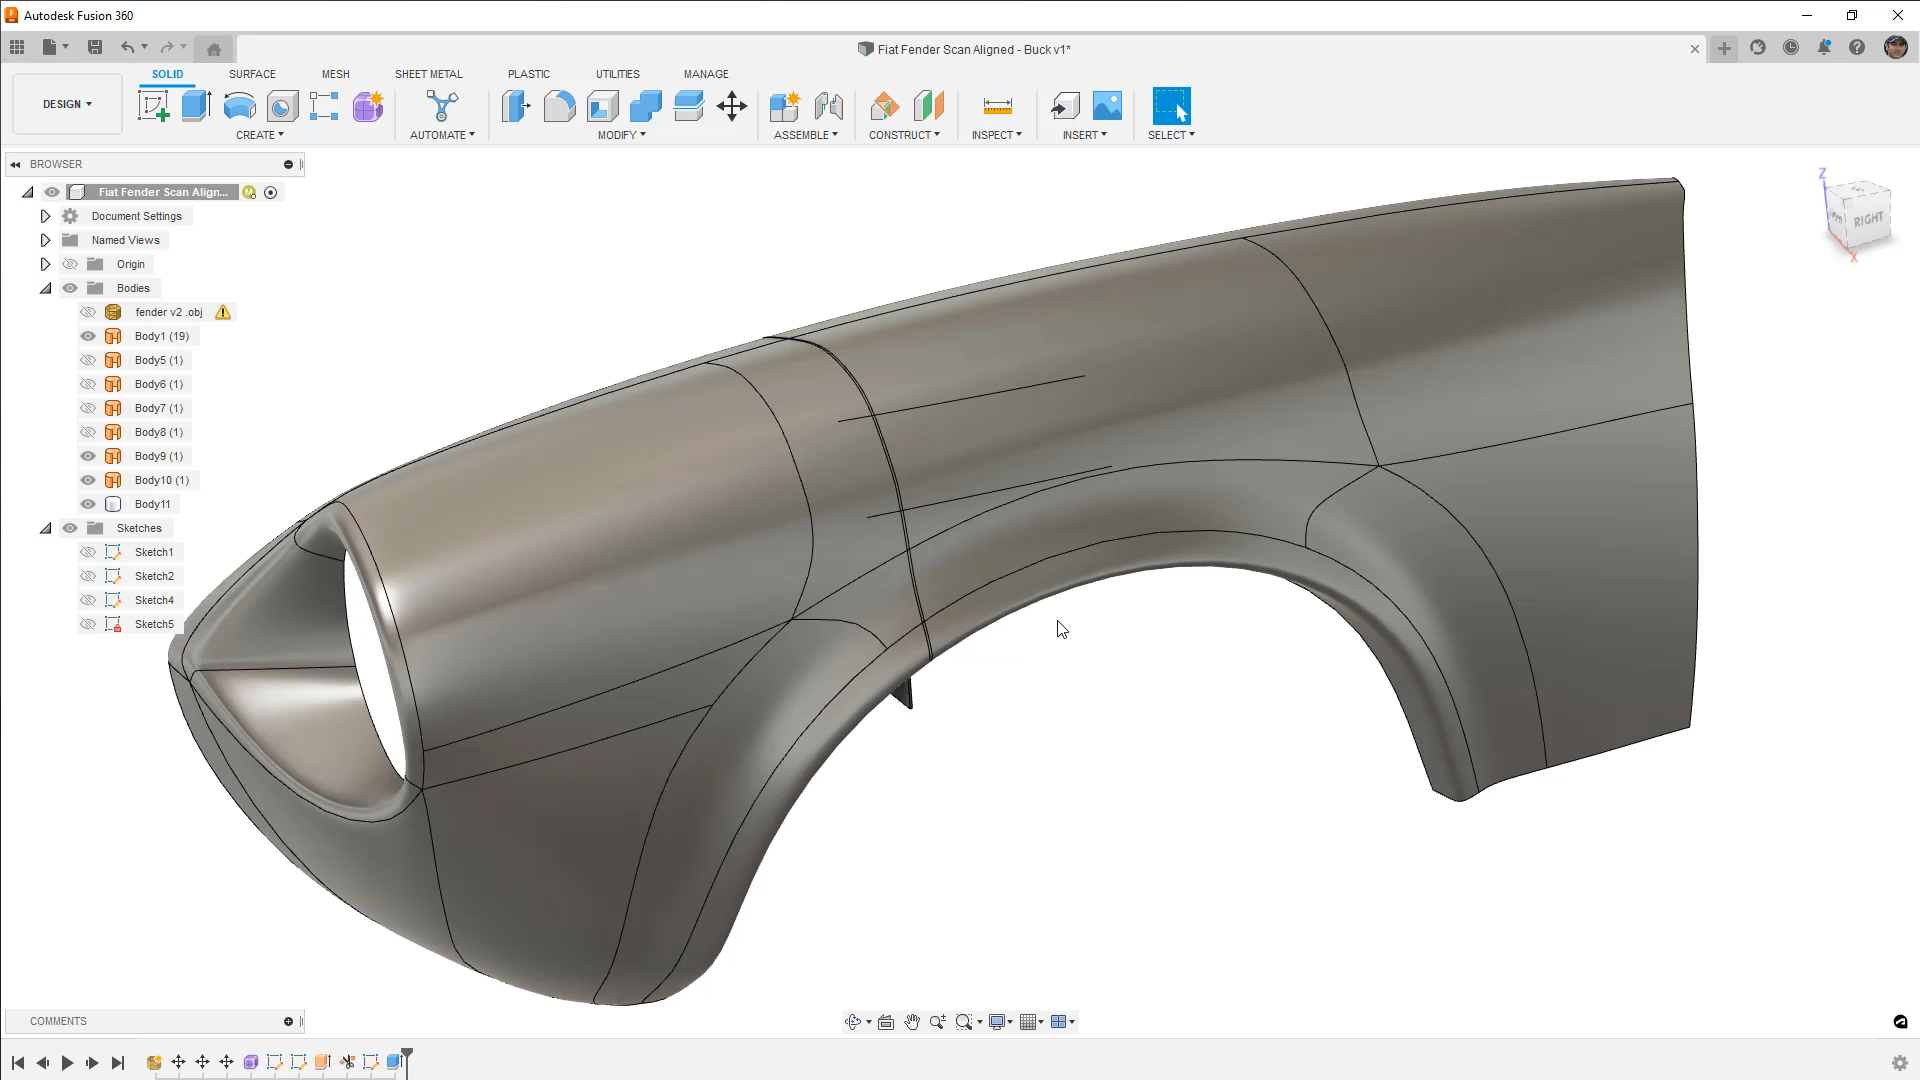 Autodesk Fusion 360
Fiat Fender Scan Aligned - Buck v1*
DESIGN
SOLID
SURFACE
MESH
SHEET METAL
PLASTIC
UTILITIES
MANAGE
CREATE
AUTOMATE
MODIFY
ASSEMBLE
CONSTRUCT
INSPECT
INSERT
SELECT
BROWSER
Fiat Fender Scan Align...
Document Settings
Named Views
Origin
Bodies
fender v2 .obj
Body1 (19)
Body5 (1)
Body6 (1)
Body7 (1)
Body8 (1)
Body9 (1)
Body10 (1)
Body11
Sketches
Sketch1
Sketch2
Sketch4
Sketch5
Z
RIGHT
X
COMMENTS